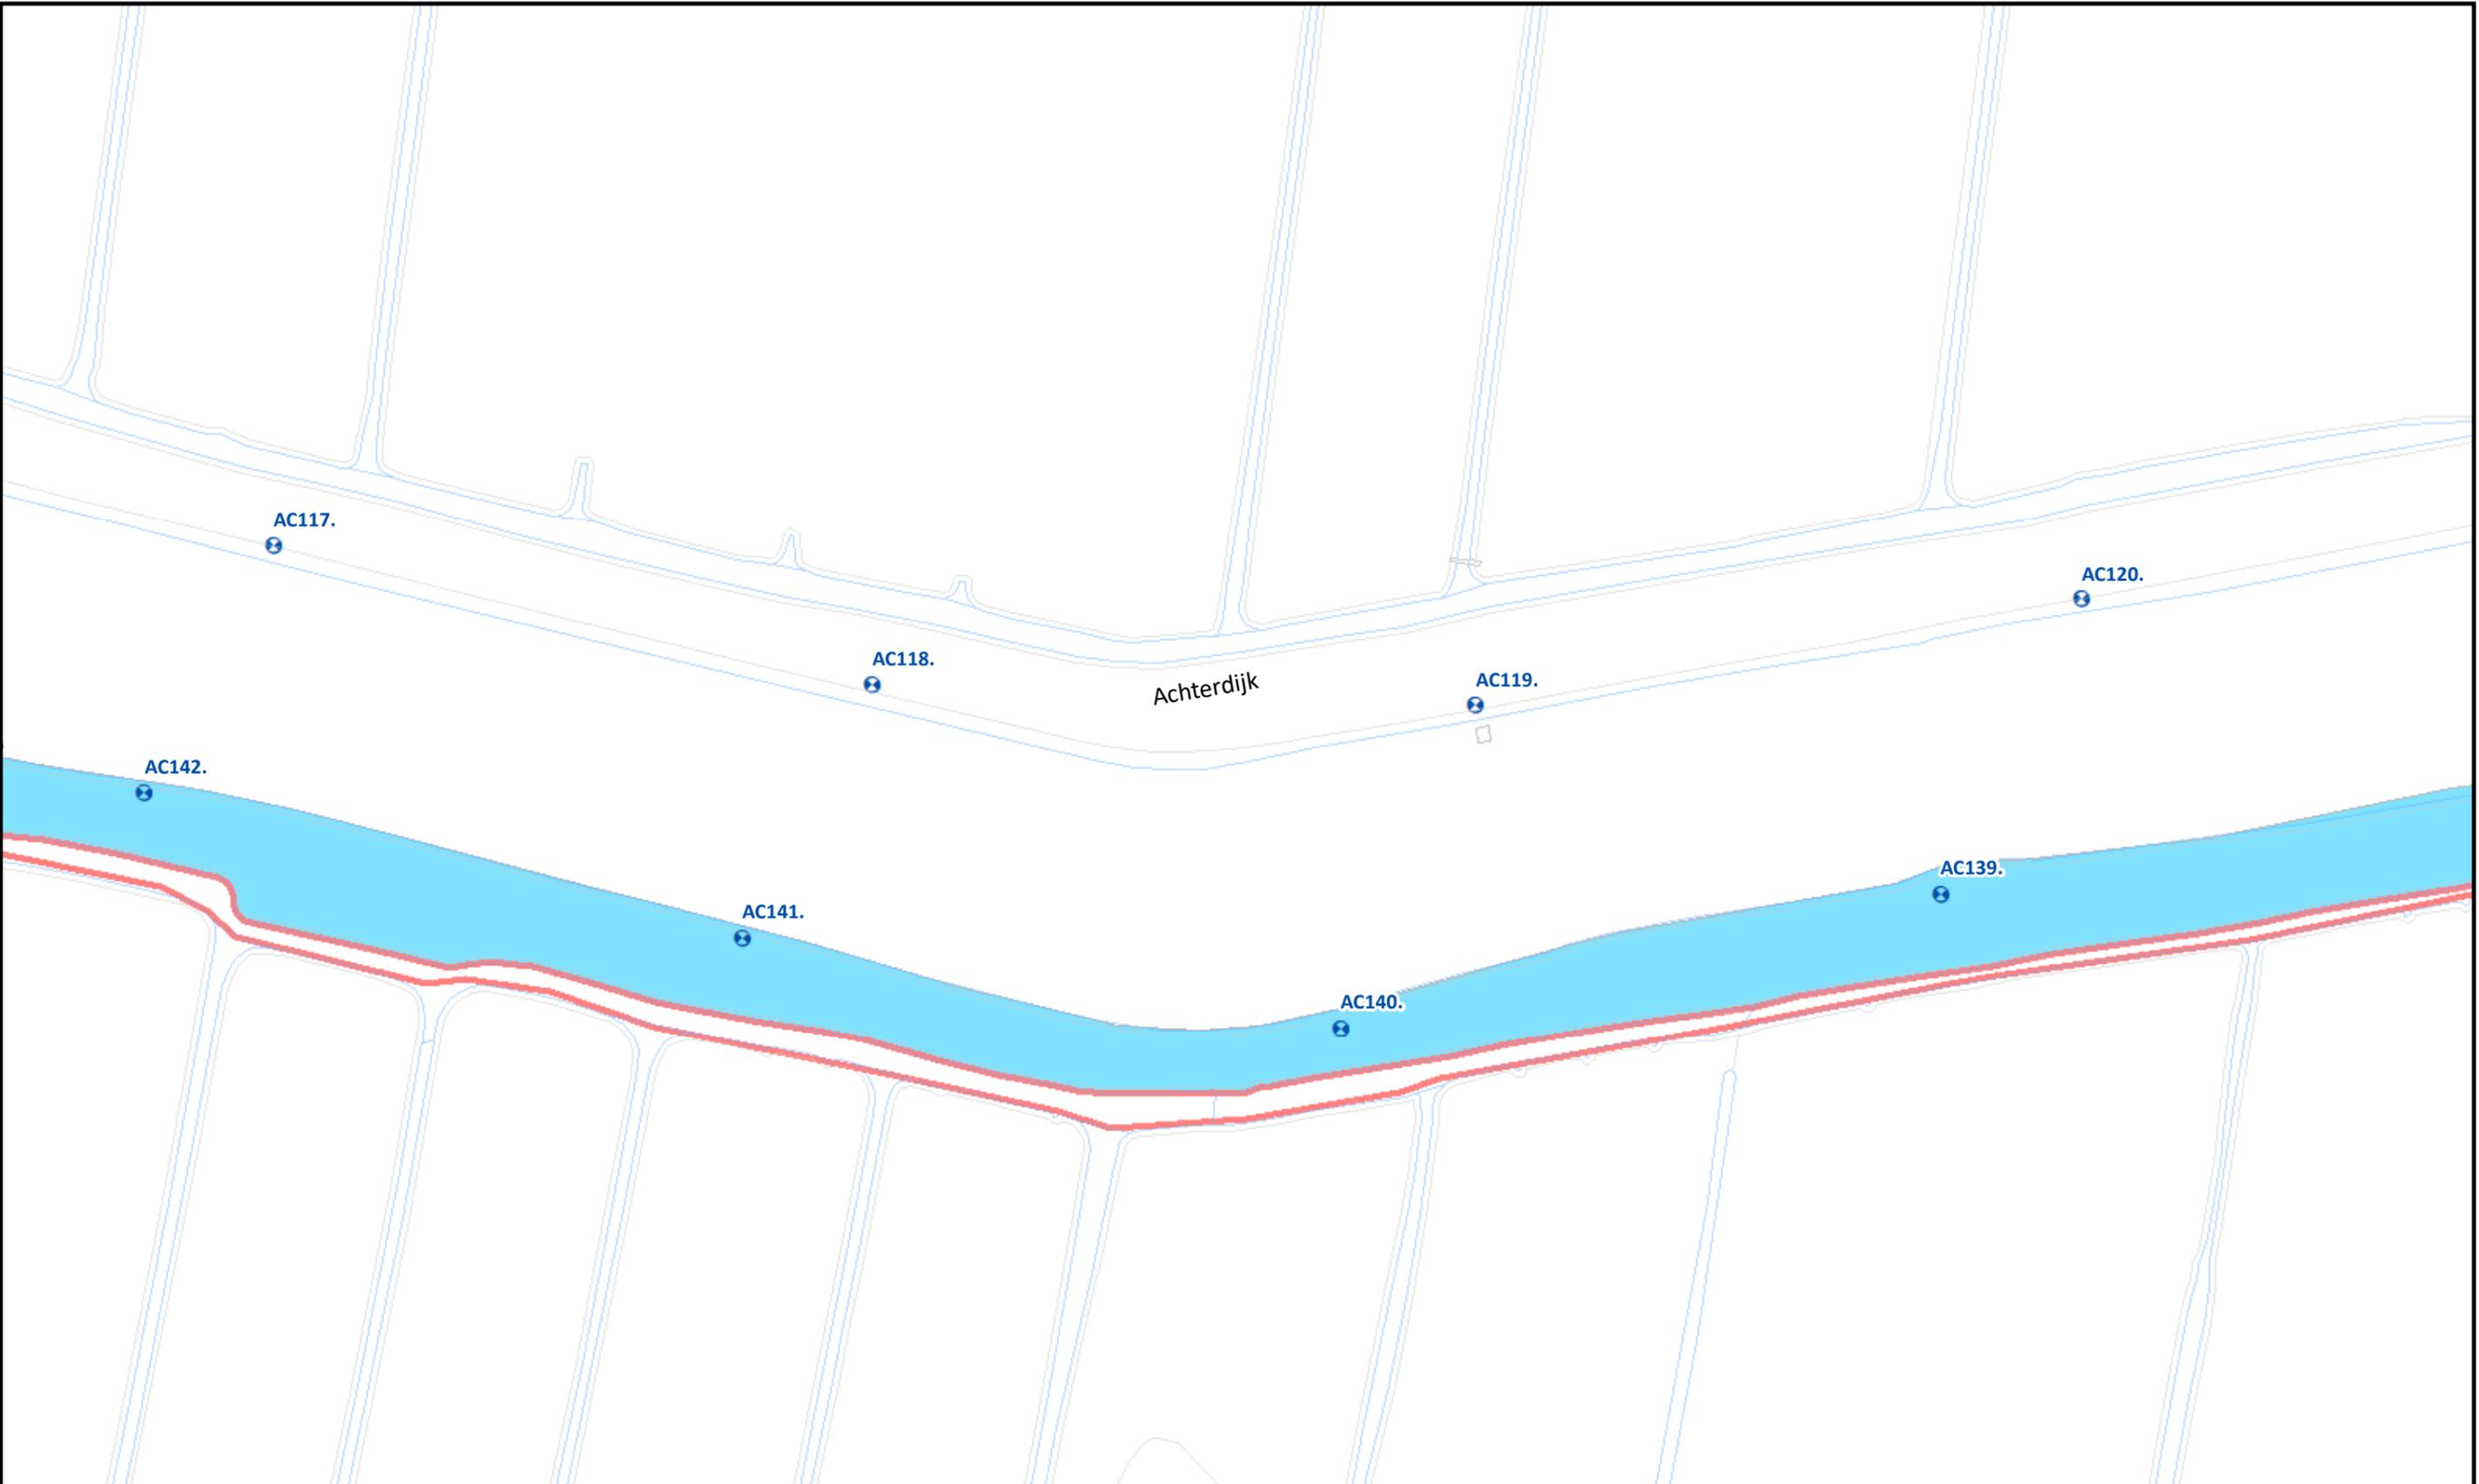 AC117.
AC120.
AC118.
Achterdijk
AC119.
AC142.
AC139.
AC141.
AC140.